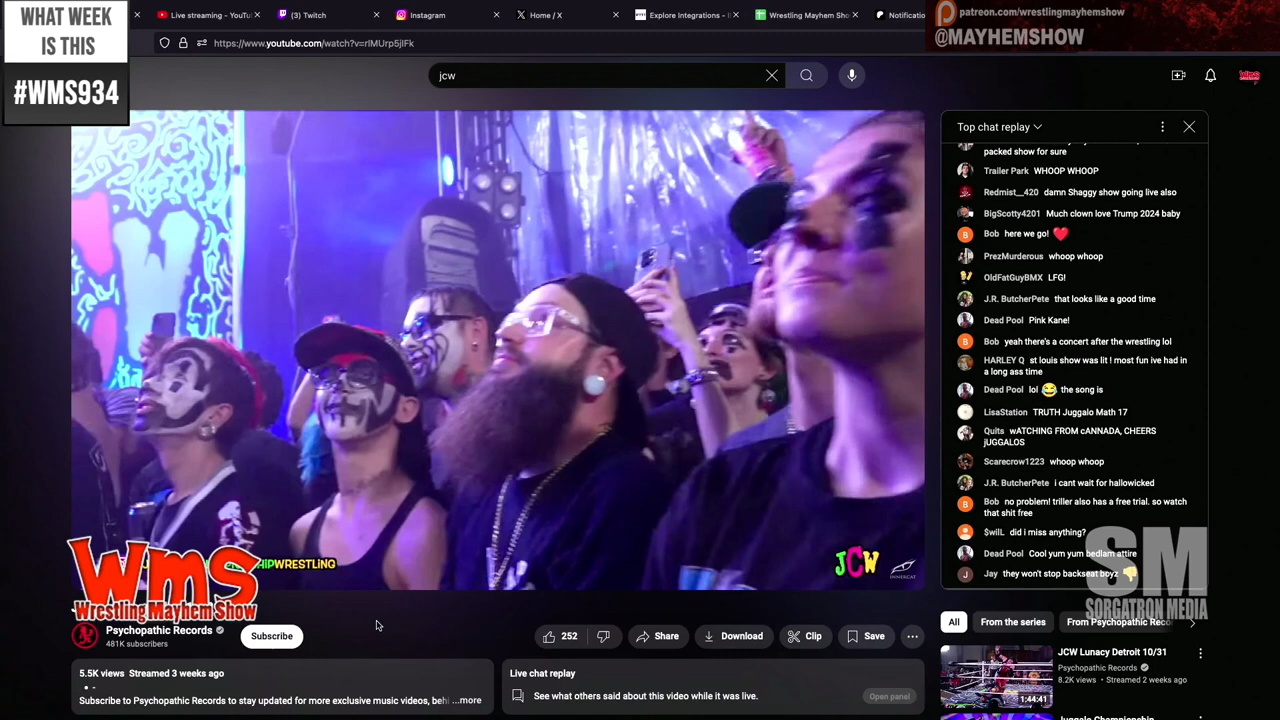 WHAT WEEK
IS THIS
#WMS934
Live streaming - YouTu
(3) Twitch
Instagram
Home / X
Explore Integrations - I
Wrestling Mayhem Sho
Notificatio
patreon.com/wrestlingmayhemshow
@MAYHEMSHOW
https://www.youtube.com/watch?v=rIMUrp5jIFk
jcw
WMS
Top chat replay
packed show for sure
Trailer Park WHOOP WHOOP
Redmist__420 damn Shaggy show going live also
BigScotty4201 Much clown love Trump 2024 baby
Bob here we go!
PrezMurderous whoop whoop
OldFatGuyBMX LFG!
J.R. ButcherPete that looks like a good time
Dead Pool Pink Kane!
Bob yeah there's a concert after the wrestling lol
HARLEY Q st louis show was lit ! most fun ive had in
a long ass time
Dead Pool lol 😂 the song is
LisaStation TRUTH Juggalo Math 17
Quits wATCHING FROM cANNADA, CHEERS
jUGGALOS
Scarecrow1223 whoop whoop
J.R. ButcherPete i cant wait for hallowicked
Bob no problem! triller also has a free trial. so watch
that shit free
$wilL did i miss anything?
Dead Pool Cool yum yum bedlam attire
Jay they won't stop backseat boyz
HIPWRESTLING
JCW
INNERCAT
WMS
Wrestling Mayhem Show
SM
SORGATRON MEDIA
Psychopathic Records
481K subscribers
Subscribe
252
Share
Download
Clip
Save
5.5K views Streamed 3 weeks ago
Subscribe to Psychopathic Records to stay up
usive music videos, beh
...more
Live chat replay
See what others said about this video while it was live.
Open panel
All
From the series
From Psychopathic Reco
JCW Lunacy Detroit 10/31
Psychopathic Records
8.2K views • Streamed 2 weeks ago
1:44:41
Juggalo Championship